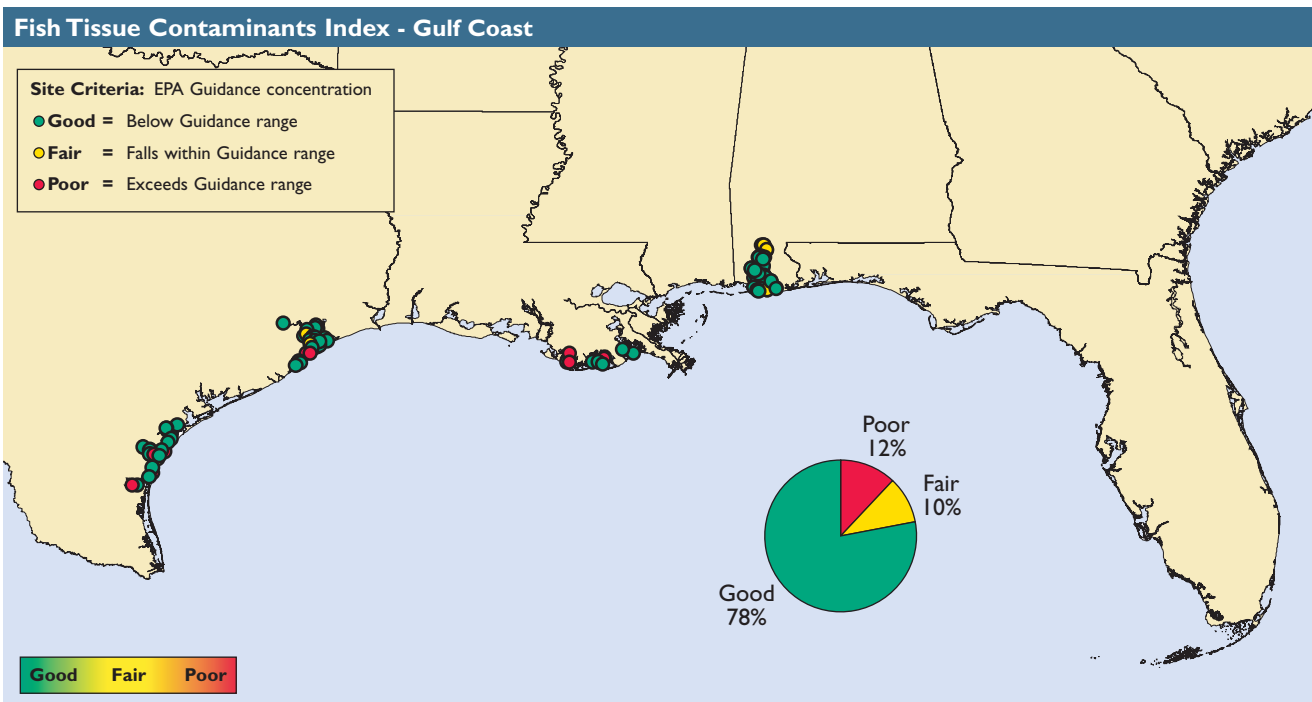 Fish Tissue Contaminants Index - Gulf Coast
Site Criteria: EPA Guidance concentration
Good = Below Guidance range
Fair = Falls within Guidance range
Poor = Exceeds Guidance range
Poor
12%
Fair
10%
Good
78%
Good Fair Poor